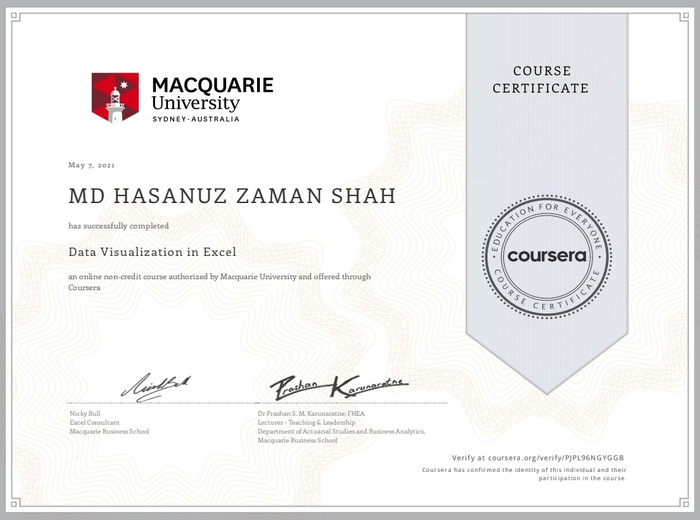 MACQUARIE
University
SYDNEY·AUSTRALIA
COURSE
CERTIFICATE
May 7, 2021
MD HASANUZ ZAMAN SHAH
has successfully completed
Data Visualization in Excel
an online non-credit course authorized by Macquarie University and offered through
Coursera
EDUCATION FOR EVERYONE
coursera
COURSE CERTIFICATE
Prashan Karunaratne
Nicky Bull
Excel Consultant
Macquarie Business School
Dr Prashan S. M. Karunaratne, FHEA
Lecturer - Teaching & Leadership
Department of Actuarial Studies and Business Analytics,
Macquarie Business School
Verify at coursera.org/verify/PJPL96NGYGGB
Coursera has confirmed the identity of this individual and their
participation in the course.